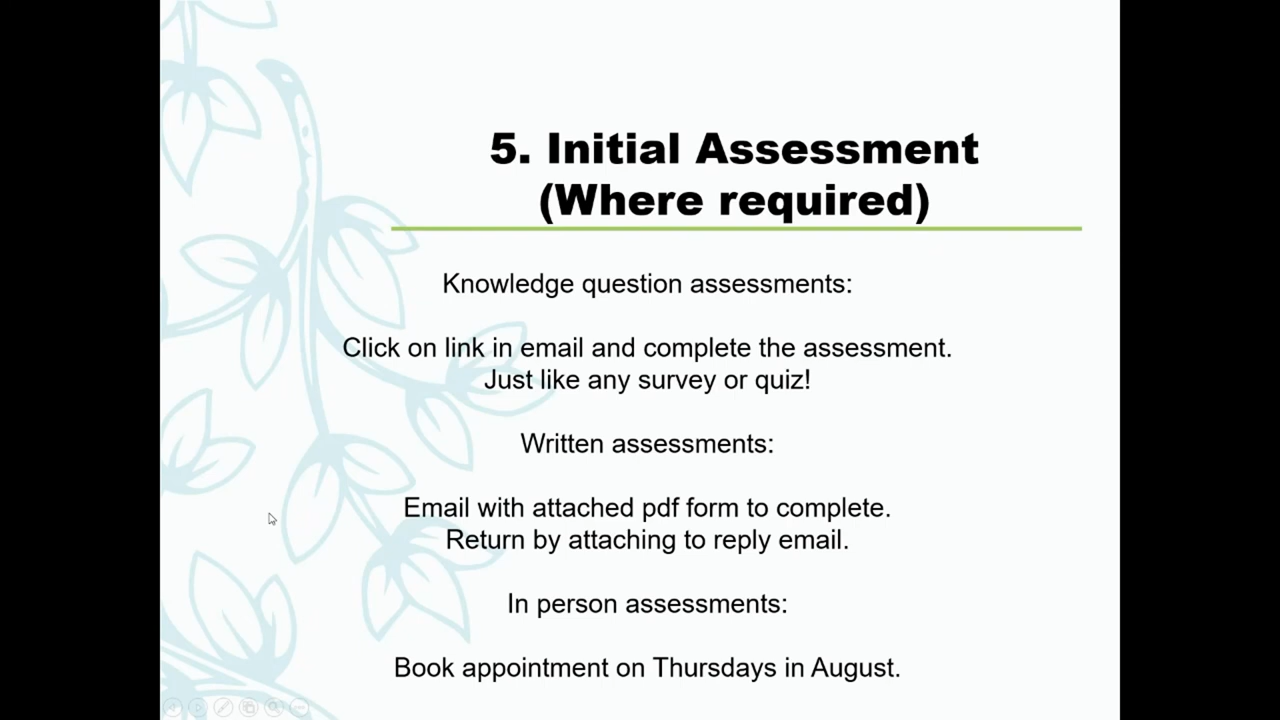 5. Initial Assessment
(Where required)
Knowledge question assessments:
Click on link in email and complete the assessment.
Just like any survey or quiz!
Written assessments:
Email with attached pdf form to complete.
Return by attaching to reply email.
In person assessments:
Book appointment on Thursdays in August.